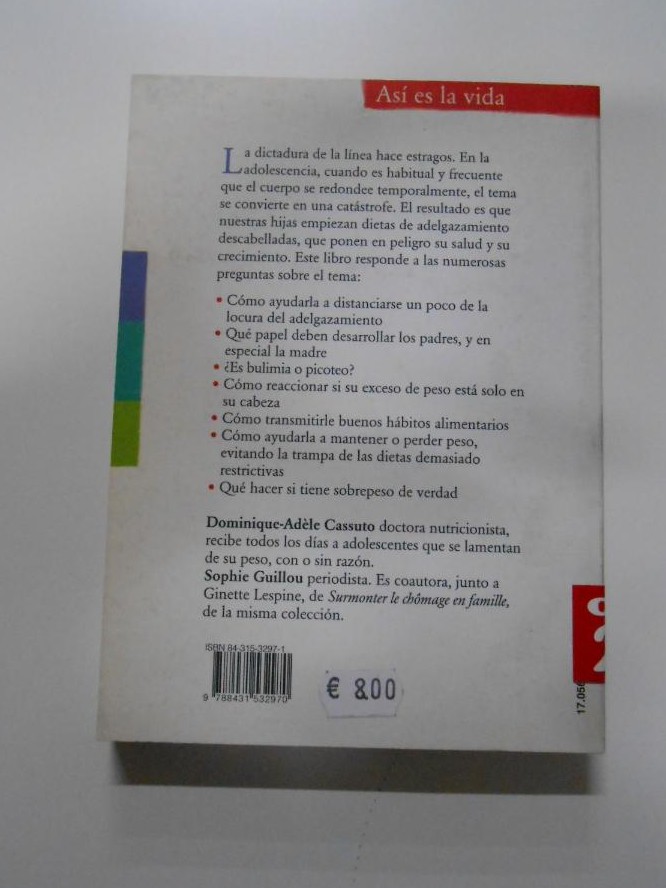 Así es la vida
La dictadura de la línea hace estragos. En la
adolescencia, cuando es habitual y frecuente
que el cuerpo se redondee temporalmente, el tema
se convierte en una catástrofe. El resultado es que
nuestras hijas empiezan dietas de adelgazamiento
descabelladas, que ponen en peligro su salud y su
crecimiento. Este libro responde a las numerosas
preguntas sobre el tema:
• Cómo ayudarla a distanciarse un poco de la
locura del adelgazamiento
• Qué papel deben desarrollar los padres, y en
especial la madre
• ¿Es bulimia o picoteo?
• Cómo reaccionar si su exceso de peso está solo en
su cabeza
• Cómo transmitirle buenos hábitos alimentarios
• Cómo ayudarla a mantener o perder peso,
evitando la trampa de las dietas demasiado
restrictivas
• Qué hacer si tiene sobrepeso de verdad
Dominique-Adèle Cassuto doctora nutricionista,
recibe todos los días a adolescentes que se lamentan
de su peso, con o sin razón.
Sophie Guillou periodista. Es coautora, junto a
Ginette Lespine, de Surmonter le chômage en famille,
de la misma colección.
ISBN 84-315-3297-1
9 788431 532970
€ 8.00